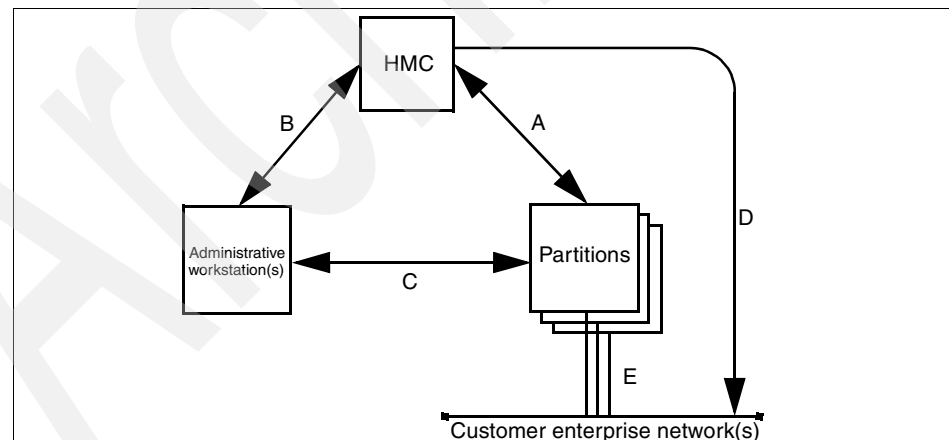 HMC
B
A
D
Administrative
workstation(s)
Partitions
C
E
Customer enterprise network(s)